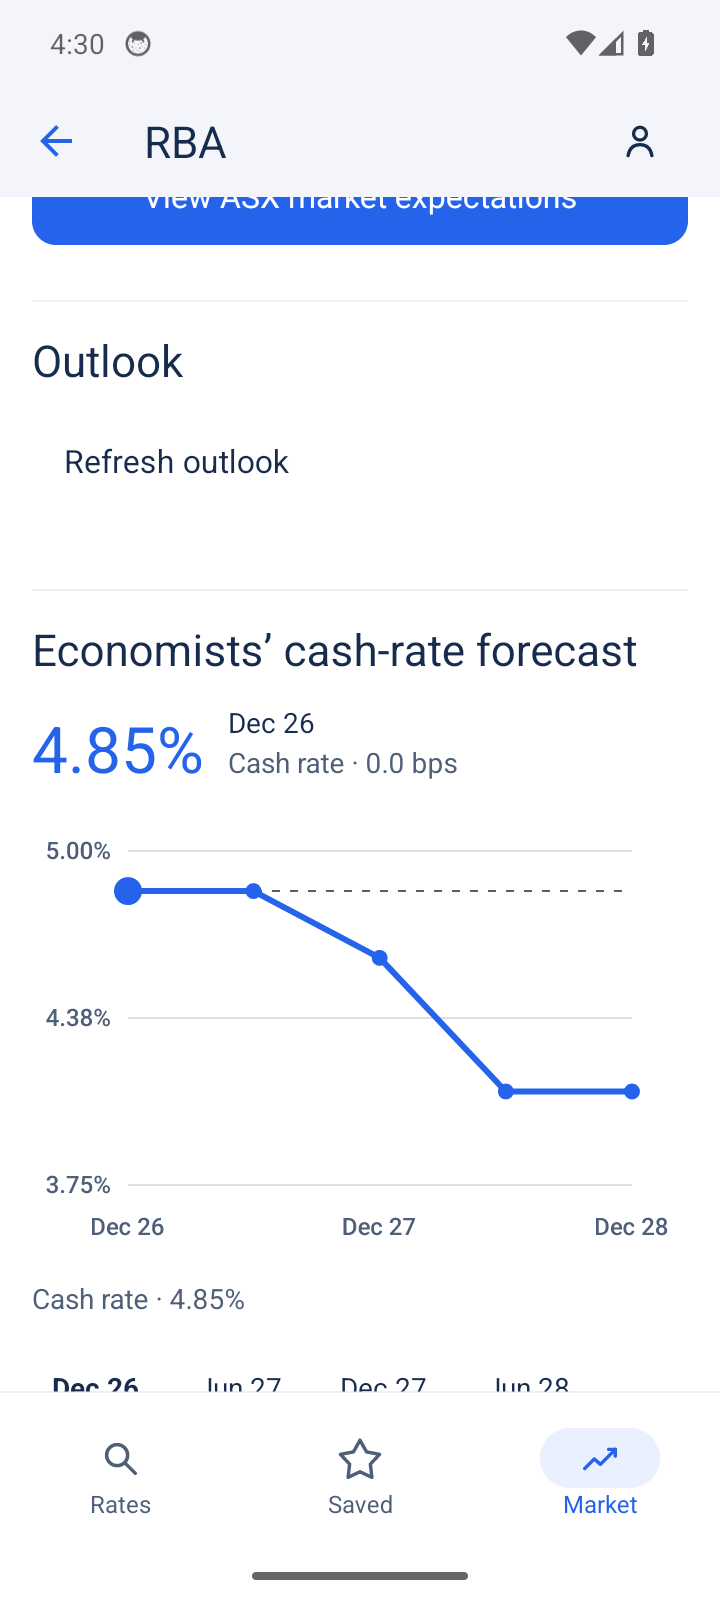 4:30
RBA
View ASX market expectations
Outlook
Refresh outlook
Economists’ cash-rate forecast
4.85%
Dec 26
Cash rate · 0.0 bps
5.00%
4.38%
3.75%
Dec 26 Dec 27 Dec 28
Cash rate · 4.85%
Dec 26 Jun 27 Dec 27 Jun 28
Rates Saved Market